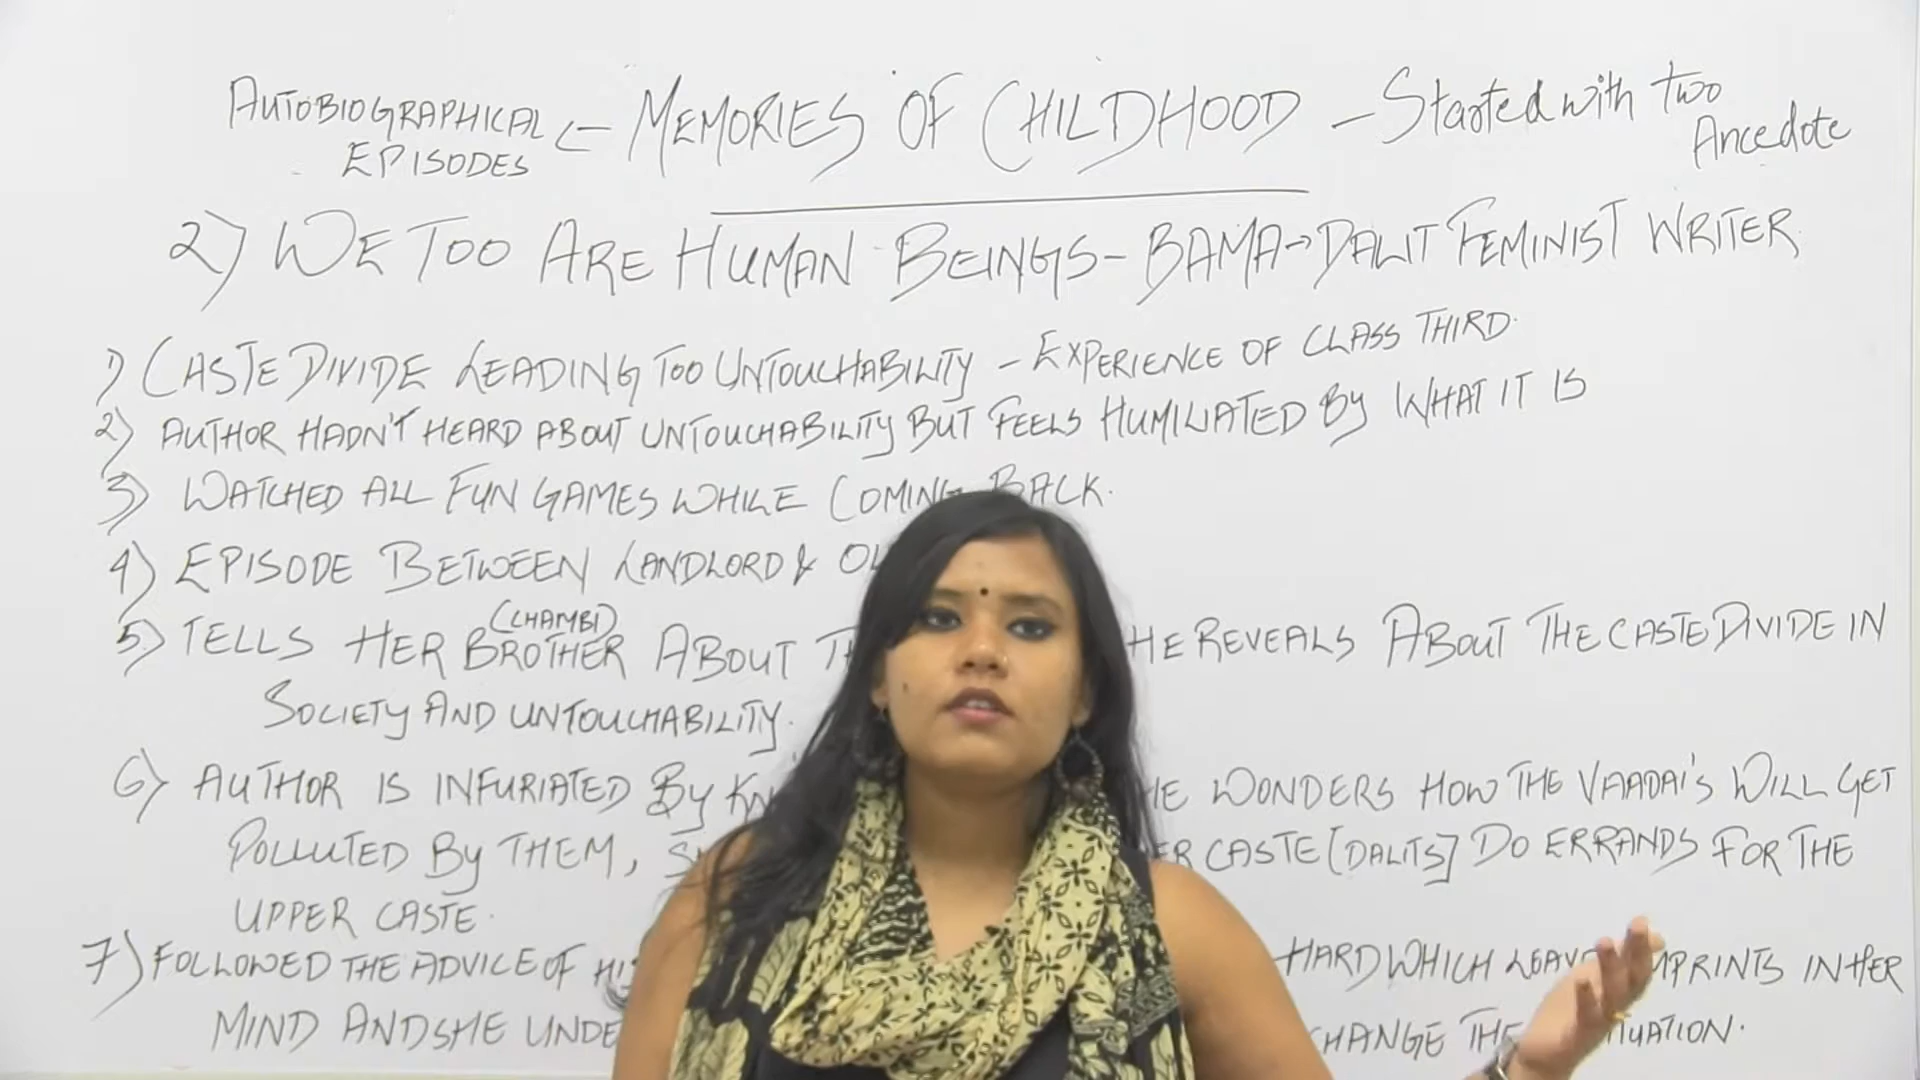 AUTOBIOGRAPHICAL EPISODES <- MEMORIES OF CHILDHOOD - Started with two Ancedote
2) WE TOO ARE HUMAN BEINGS - BAMA -> DALIT FEMINIST WRITER
1) CASTE DIVIDE LEADING TOO UNTOUCHABILITY - EXPERIENCE OF CLASS THIRD.
2) AUTHOR HADN'T HEARD ABOUT UNTOUCHABILITY BUT FEELS HUMILIATED BY WHAT IT IS
3) WATCHED ALL FUN GAMES WHILE COMING BACK.
4) EPISODE BETWEEN LANDLORD &
(CHAMBI)
5) TELLS HER BROTHER ABOUT HE REVEALS ABOUT THE CASTE DIVIDE IN
SOCIETY AND UNTOUCHABILITY.
6) AUTHOR IS INFURIATED BY WONDERS HOW THE VAADAI'S WILL GET
POLLUTED BY THEM, CASTE [DALITS] DO ERRANDS FOR THE
UPPER CASTE.
7) FOLLOWED THE ADVICE OF HARD WHICH IN HER
MIND AND SHE